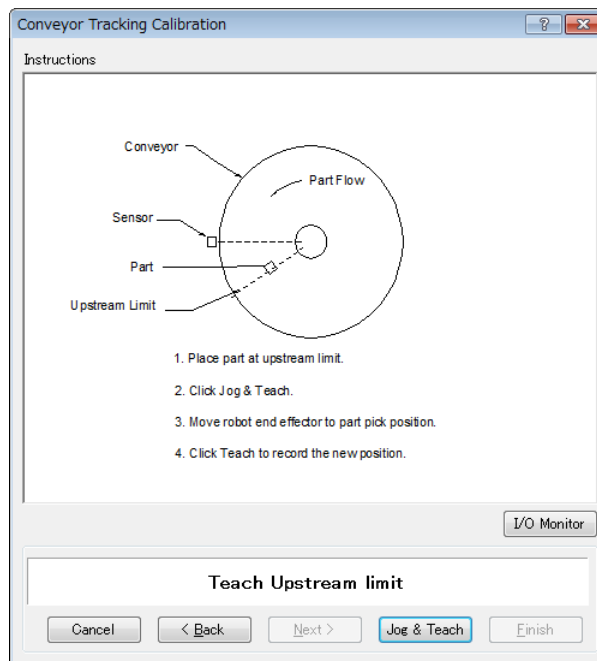 Conveyor Tracking Calibration
Instructions
Conveyor
Part Flow
Sensor
Part
Upstream Limit
1. Place part at upstream limit.
2. Click Jog & Teach.
3. Move robot end effector to part pick position.
4. Click Teach to record the new position.
I/O Monitor
Teach Upstream limit
Cancel < Back Next > Jog & Teach Finish